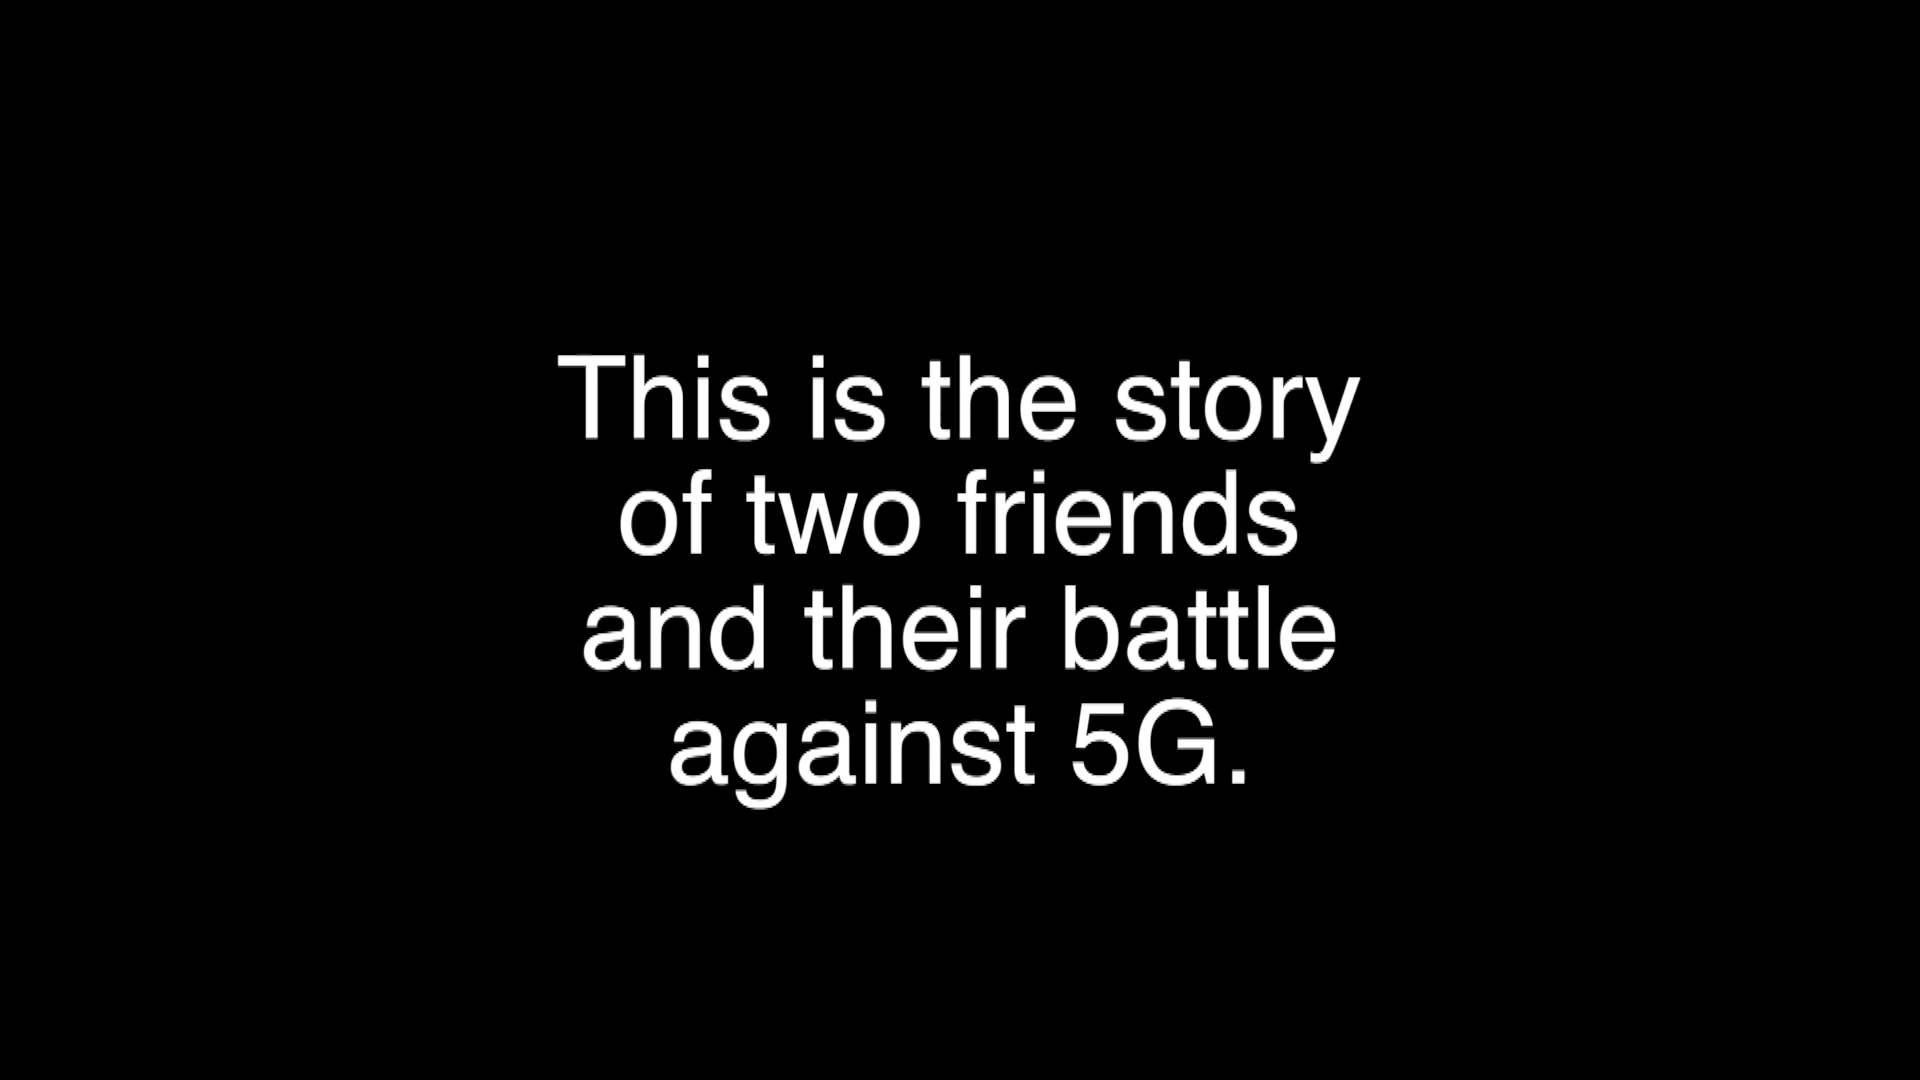 This is the story
of two friends
and their battle
against 5G.